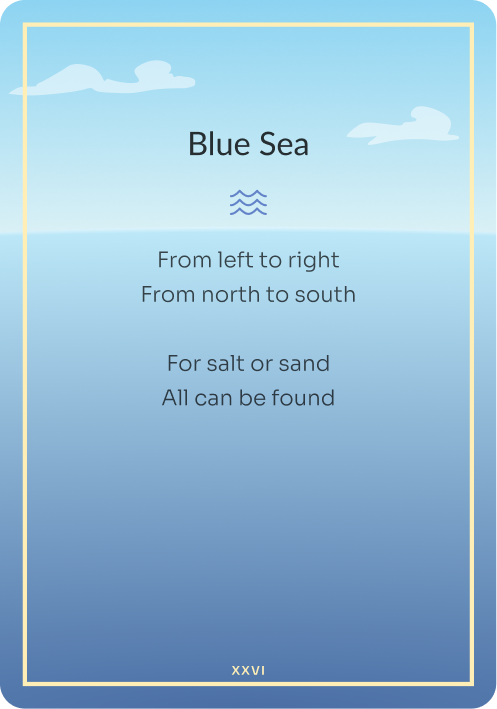 Blue Sea
From left to right
From north to south
For salt or sand
All can be found
XXVI